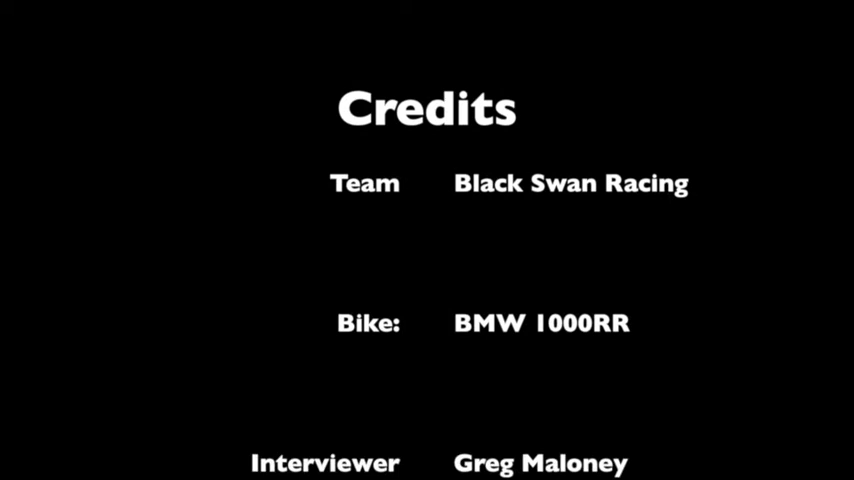 Credits
Team Black Swan Racing
Bike: BMW 1000RR
Interviewer Greg Maloney